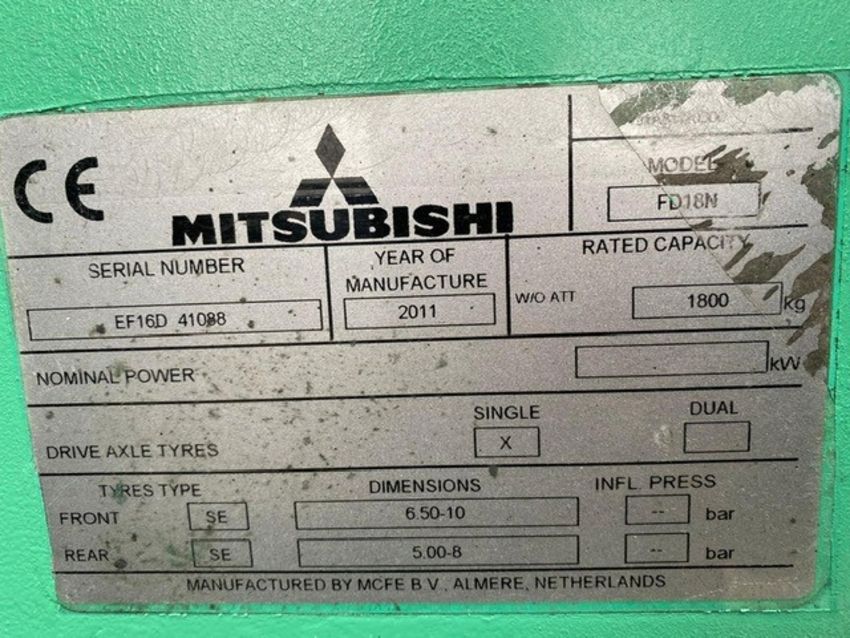 CE
MITSUBISHI
MODEL
FD18N
SERIAL NUMBER
EF16D 41088
YEAR OF
MANUFACTURE
2011
RATED CAPACITY
W/O ATT 1800 kg
NOMINAL POWER kW
SINGLE DUAL
DRIVE AXLE TYRES X
TYRES TYPE DIMENSIONS INFL. PRESS
FRONT SE 6.50-10 -- bar
REAR SE 5.00-8 -- bar
MANUFACTURED BY MCFE B.V., ALMERE, NETHERLANDS